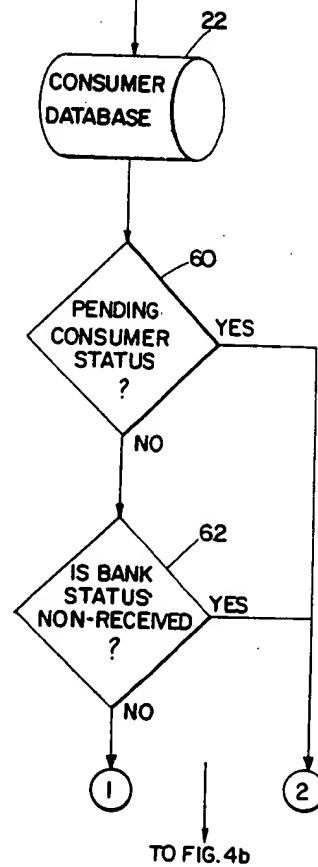 22
CONSUMER
DATABASE
60
PENDING
CONSUMER
STATUS
?
YES
NO
62
IS BANK
STATUS
NON-RECEIVED
?
YES
NO
1
2
TO FIG. 4b